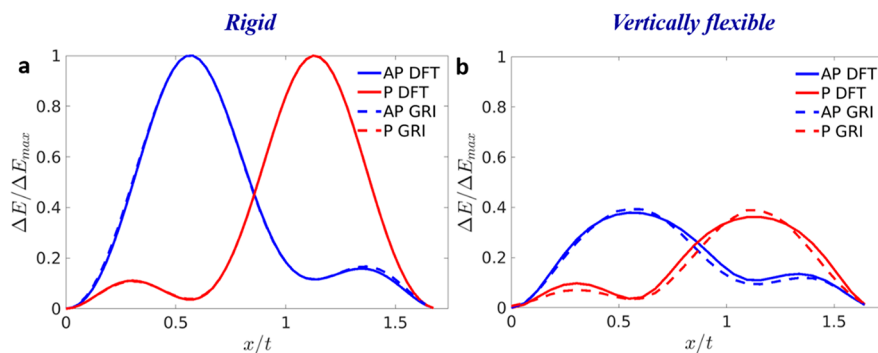 Rigid
Vertically flexible
a
b
AP DFT
P DFT
AP GRI
P GRI
AP DFT
P DFT
AP GRI
P GRI
ΔE/ΔE_max
1
0.8
0.6
0.4
0.2
0
0
0.5
1
1.5
x/t
ΔE/ΔE_max
1
0.8
0.6
0.4
0.2
0
0
0.5
1
1.5
x/t